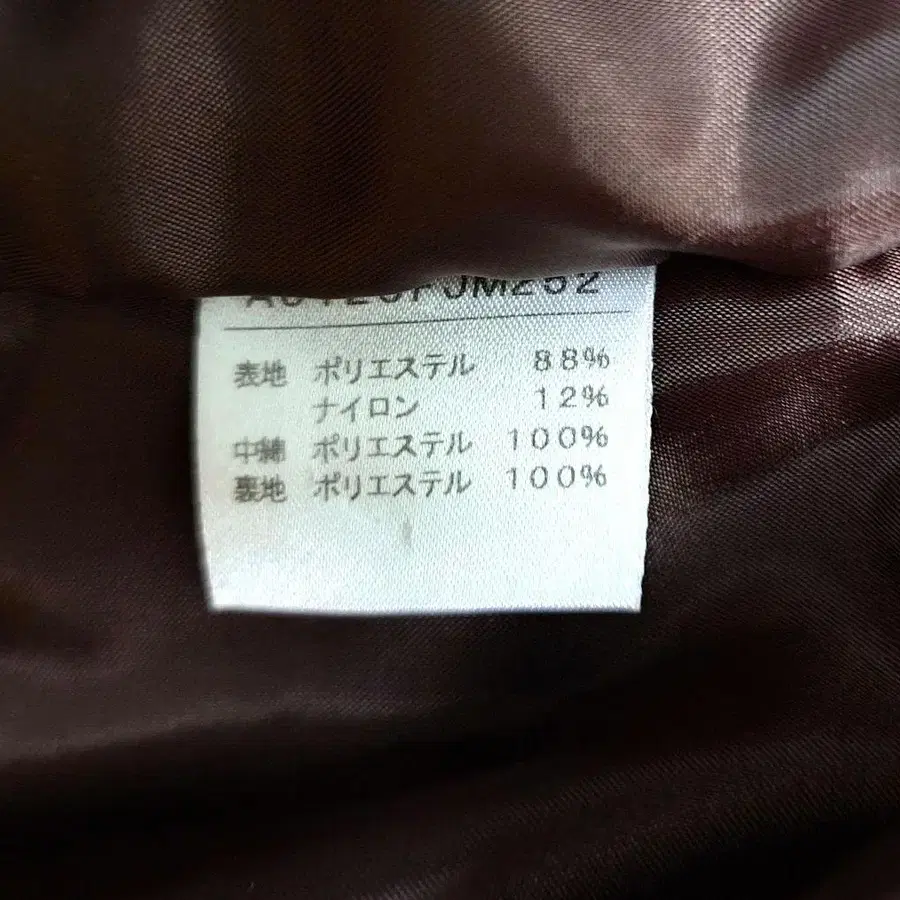 表地 ポリエステル 88%
ナイロン 12%
中綿 ポリエステル 100%
裏地 ポリエステル 100%